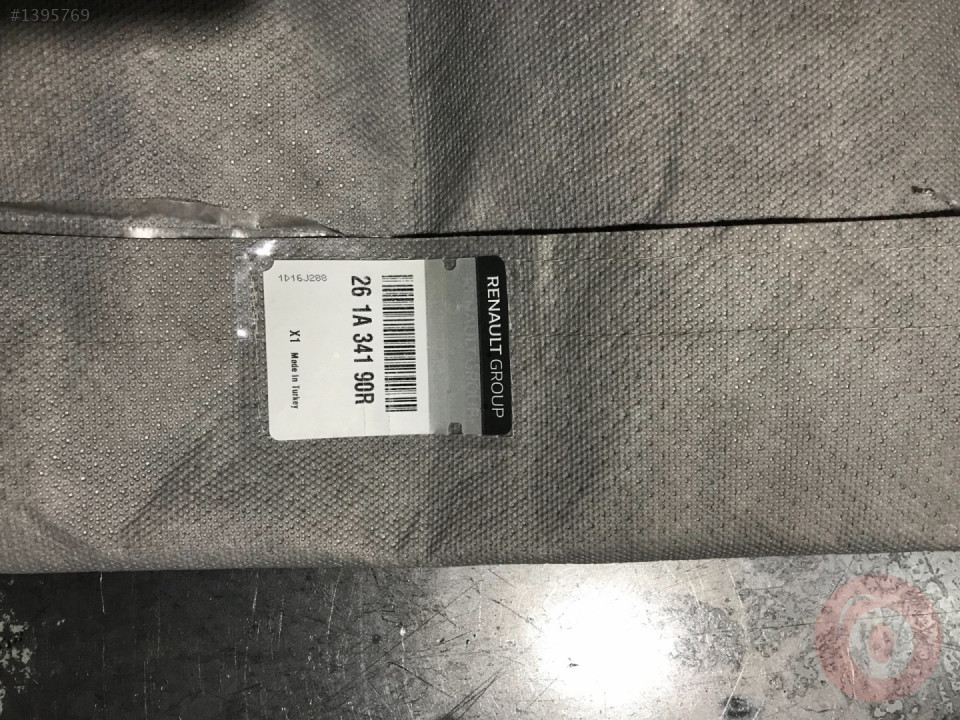 #1395769
RENAULT GROUP
26 1A 341 90R
X1 Made in Turkey
1D16J288